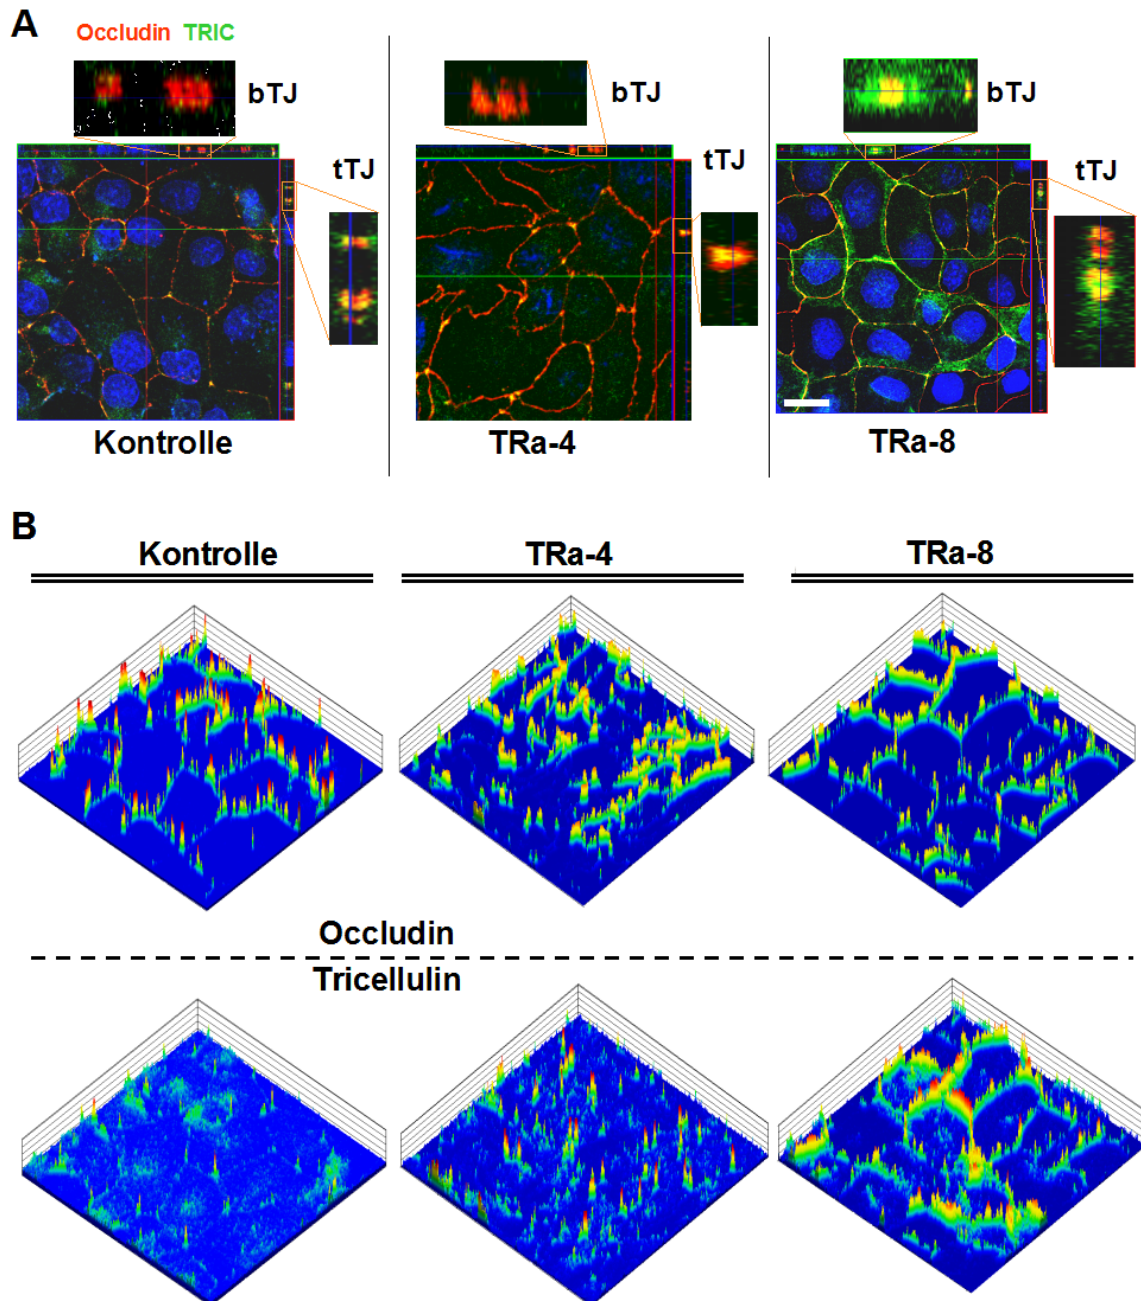 A
Occludin TRIC
bTJ
tTJ
Kontrolle
bTJ
tTJ
TRa-4
bTJ
tTJ
TRa-8
B
Kontrolle
TRa-4
TRa-8
Occludin
Tricellulin